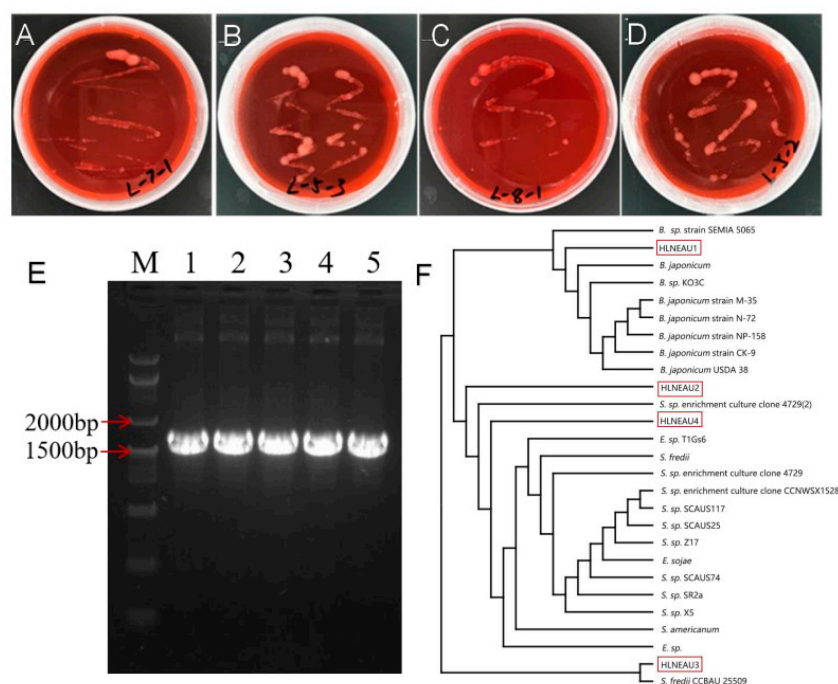 A
B
C
D
L-7-1
L-5-3
L-8-1
1-5-2
E
M 1 2 3 4 5
2000bp
1500bp
F
B. sp. strain SEMIA 5065
HLNEAU1
B. japonicum
B. sp. KO3C
B. japonicum strain M-35
B. japonicum strain N-72
B. japonicum strain NP-158
B. japonicum strain CK-9
B. japonicum USDA 38
HLNEAU2
S. sp. enrichment culture clone 4729(2)
HLNEAU4
E. sp. T1Gs6
S. fredii
S. sp. enrichment culture clone 4729
S. sp. enrichment culture clone CCNWSX1528
S. sp. SCAUS117
S. sp. SCAUS25
S. sp. Z17
E. sojae
S. sp. SCAUS74
S. sp. SR2a
S. sp. X5
S. americanum
E. sp.
HLNEAU3
S. fredii CCBAU 25509